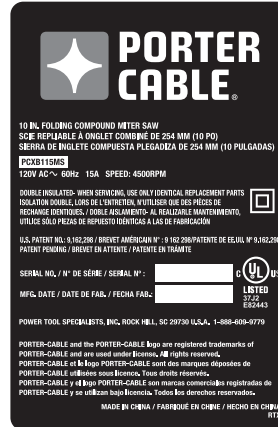 PORTER
CABLE®
10 IN. FOLDING COMPOUND MITER SAW
SCIE REPLIABLE À ONGLET COMBINÉ DE 254 MM (10 PO)
SIERRA DE INGLETE COMPUESTA PLEGADIZA DE 254 MM (10 PULGADAS)
PCXB115MS
120V AC～ 60Hz 15A SPEED: 4500RPM
DOUBLE INSULATED- WHEN SERVICING, USE ONLY IDENTICAL REPLACEMENT PARTS
ISOLATION DOUBLE, LORS DE L'ENTRETIEN, N'UTILISER QUE DES PIÈCES DE
RECHANGE IDENTIQUES. / DOBLE AISLAMIENTO- AL REALIZARLE MANTENIMIENTO,
UTILICE SÓLO PIEZAS DE REPUESTO IDÉNTICAS A LAS DE FABRICACIÓN
U.S. PATENT NO.: 9,162,298 / BREVET AMÉRICAIN N° : 9 162 298/PATENTE DE EE.UU. N° 9.162.298
PATENT PENDING / BREVET EN ATTENTE / PATENTE EN TRÁMITE
SERIAL NO. / N° DE SÉRIE / SERIAL N° :
C UL US
LISTED
37J2
E82443
MFG. DATE / DATE DE FAB. / FECHA FAB.:
POWER TOOL SPECIALISTS, INC. ROCK HILL, SC 29730 U.S.A. 1-888-609-9779
PORTER-CABLE and the PORTER-CABLE logo are registered trademarks of
PORTER-CABLE and are used under license. All rights reserved.
PORTER-CABLE et le logo PORTER-CABLE sont des marques déposées de
PORTER-CABLE utilisées sous licence. Tous droits réservés.
PORTER-CABLE y el logo PORTER-CABLE son marcas comerciales registradas de
PORTER-CABLE y se utilizan bajo licencia. Todos los derechos reservados.
MADE IN CHINA / FABRIQUÉ EN CHINE / HECHO EN CHINA